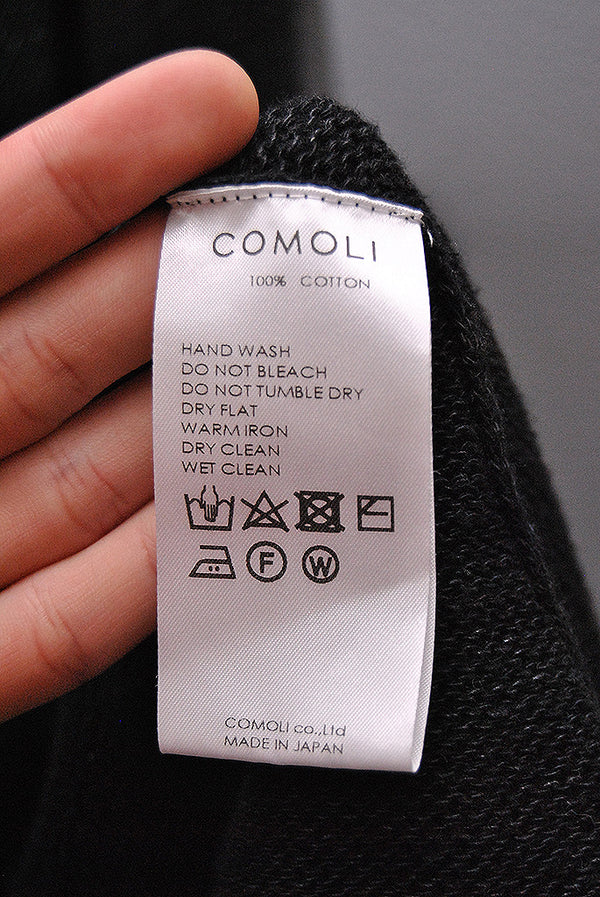 COMOLI
100% COTTON
HAND WASH
DO NOT BLEACH
DO NOT TUMBLE DRY
DRY FLAT
WARM IRON
DRY CLEAN
WET CLEAN
F W
COMOLI co.,Ltd
MADE IN JAPAN